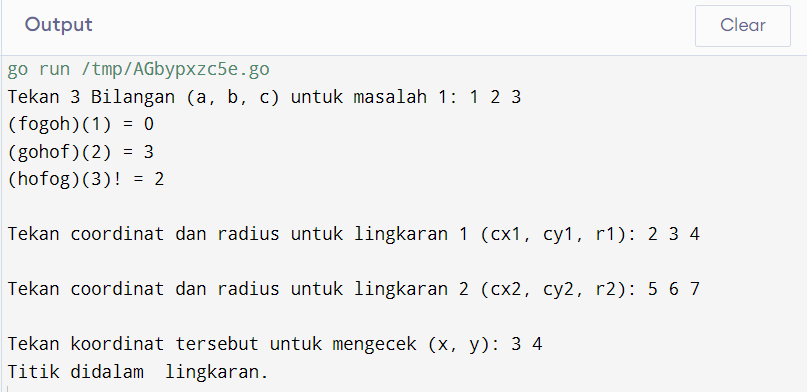 Output
Clear
go run /tmp/AGbypxzc5e.go
Tekan 3 Bilangan (a, b, c) untuk masalah 1: 1 2 3
(fogoh)(1) = 0
(gohof)(2) = 3
(hofog)(3)! = 2
Tekan coordinat dan radius untuk lingkaran 1 (cx1, cy1, r1): 2 3 4
Tekan coordinat dan radius untuk lingkaran 2 (cx2, cy2, r2): 5 6 7
Tekan koordinat tersebut untuk mengecek (x, y): 3 4
Titik didalam  lingkaran.